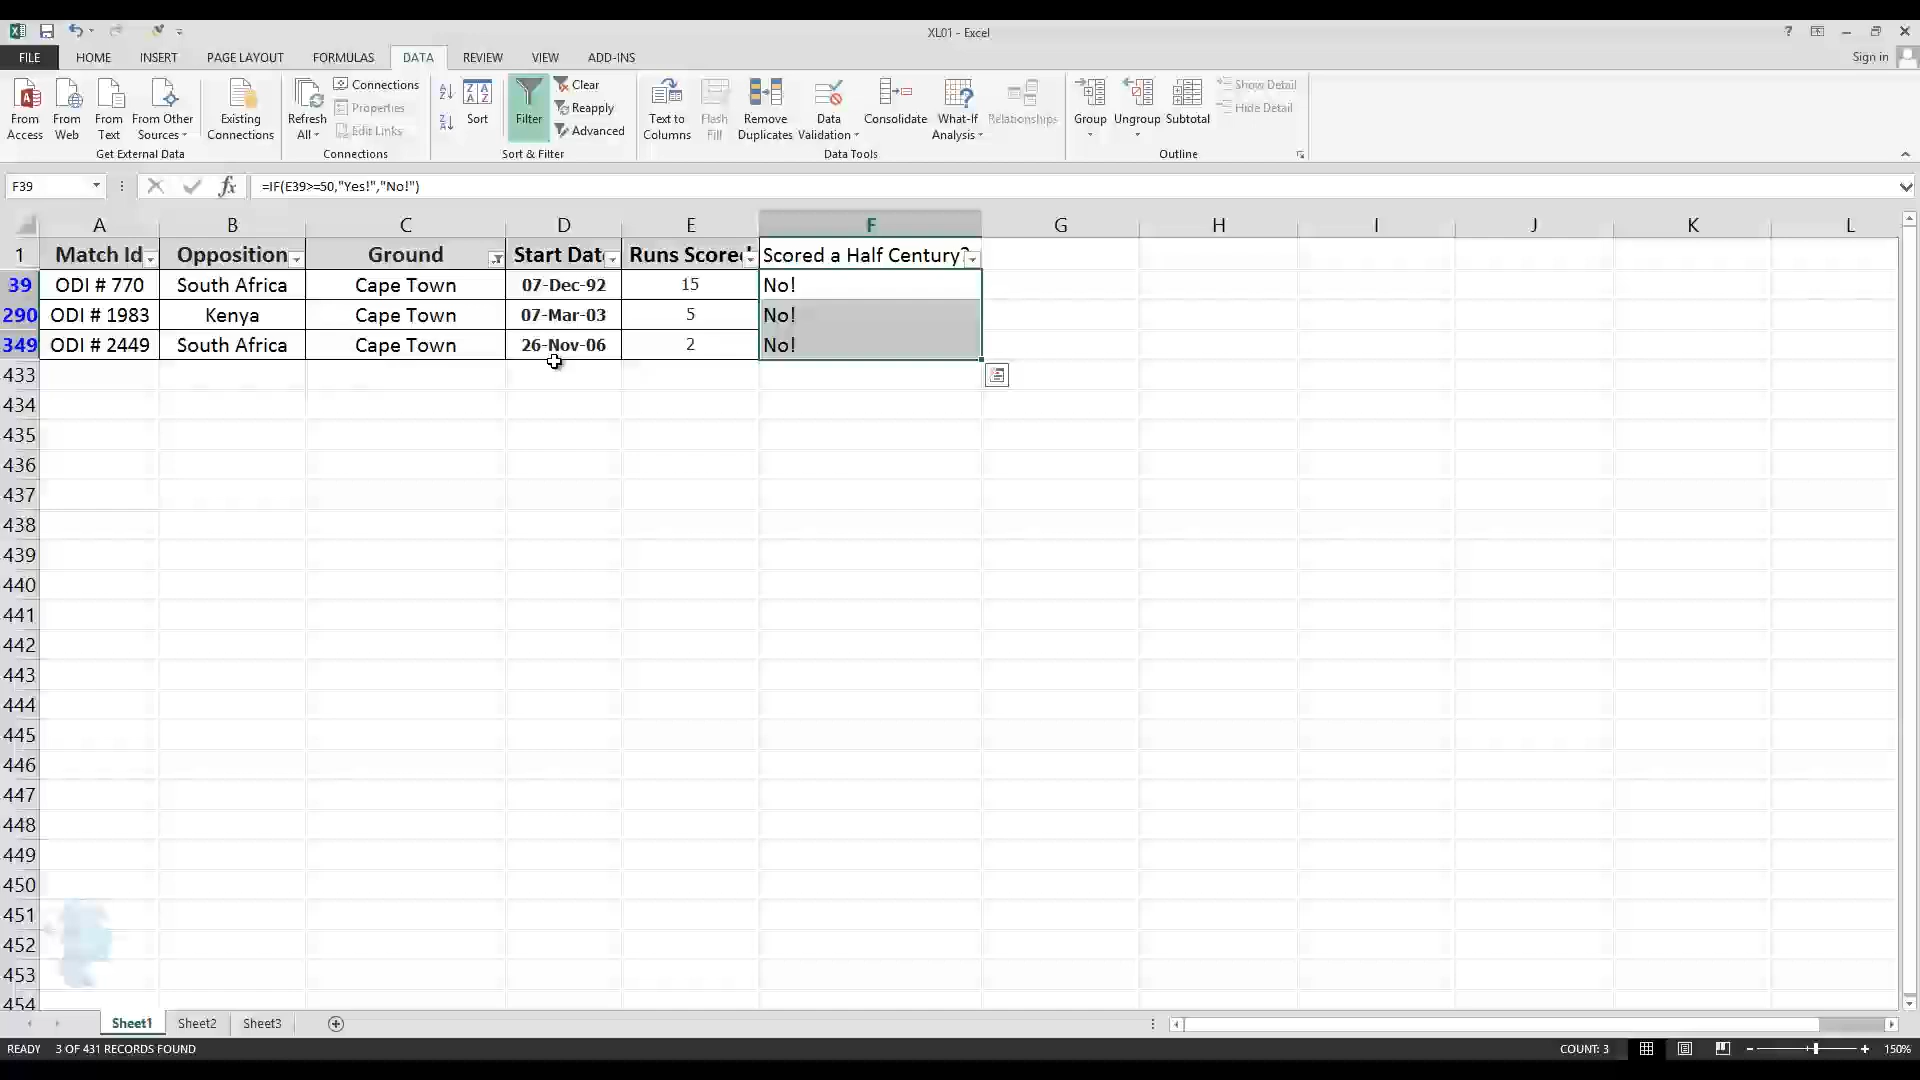 XL01 - Excel
?
FILE HOME INSERT PAGE LAYOUT FORMULAS DATA REVIEW VIEW ADD-INS Sign in
From Access
From Web
From Text
From Other Sources
Get External Data
Existing Connections
Refresh All
Connections
Properties
Edit Links
Connections
Sort
Filter
Clear
Reapply
Advanced
Sort & Filter
Text to Columns
Flash Fill
Remove Duplicates
Data Validation
Consolidate
What-If Analysis
Relationships
Data Tools
Group
Ungroup
Subtotal
Show Detail
Hide Detail
Outline
F39 fx =IF(E39>=50,"Yes!","No!")
A B C D E F G H I J K L
1 Match Id Opposition Ground Start Dat Runs Score Scored a Half Century?
39 ODI # 770 South Africa Cape Town 07-Dec-92 15 No!
290 ODI # 1983 Kenya Cape Town 07-Mar-03 5 No!
349 ODI # 2449 South Africa Cape Town 26-Nov-06 2 No!
433
434
435
436
437
438
439
440
441
442
443
444
445
446
447
448
449
450
451
452
453
454
Sheet1 Sheet2 Sheet3
READY 3 OF 431 RECORDS FOUND COUNT: 3 150%